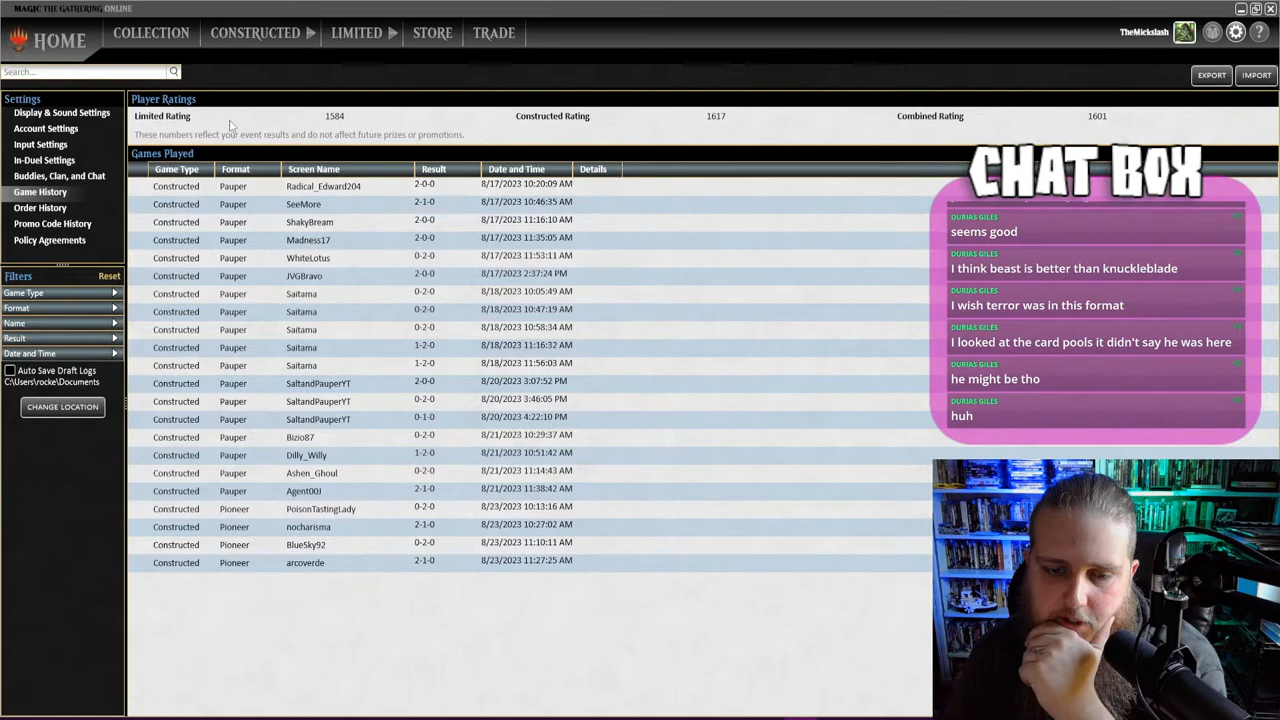 MAGIC THE GATHERING ONLINE
HOME
COLLECTION
CONSTRUCTED
LIMITED
STORE
TRADE
TheMickslash
?
Search...
EXPORT
IMPORT
Settings
Display & Sound Settings
Account Settings
Input Settings
In-Duel Settings
Buddies, Clan, and Chat
Game History
Order History
Promo Code History
Policy Agreements
Filters Reset
Game Type
Format
Name
Result
Date and Time
Auto Save Draft Logs
C:\Users\rocke\Documents
CHANGE LOCATION
Player Ratings
Limited Rating 1584 Constructed Rating 1617 Combined Rating 1601
These numbers reflect your event results and do not affect future prizes or promotions.
Games Played
Game Type Format Screen Name Result Date and Time Details
Constructed Pauper Radical_Edward204 2-0-0 8/17/2023 10:20:09 AM
Constructed Pauper SeeMore 2-1-0 8/17/2023 10:46:35 AM
Constructed Pauper ShakyBream 2-0-0 8/17/2023 11:16:10 AM
Constructed Pauper Madness17 2-0-0 8/17/2023 11:35:05 AM
Constructed Pauper WhiteLotus 0-2-0 8/17/2023 11:53:11 AM
Constructed Pauper JVGBravo 2-0-0 8/17/2023 2:37:24 PM
Constructed Pauper Saitama 0-2-0 8/18/2023 10:05:49 AM
Constructed Pauper Saitama 0-2-0 8/18/2023 10:47:19 AM
Constructed Pauper Saitama 0-2-0 8/18/2023 10:58:34 AM
Constructed Pauper Saitama 1-2-0 8/18/2023 11:16:32 AM
Constructed Pauper Saitama 1-2-0 8/18/2023 11:56:03 AM
Constructed Pauper SaltandPauperYT 2-0-0 8/20/2023 3:07:52 PM
Constructed Pauper SaltandPauperYT 0-2-0 8/20/2023 3:46:05 PM
Constructed Pauper SaltandPauperYT 0-1-0 8/20/2023 4:22:10 PM
Constructed Pauper Bizio87 0-2-0 8/21/2023 10:29:37 AM
Constructed Pauper Dilly_Willy 1-2-0 8/21/2023 10:51:42 AM
Constructed Pauper Ashen_Ghoul 0-2-0 8/21/2023 11:14:43 AM
Constructed Pauper Agent00J 2-1-0 8/21/2023 11:38:42 AM
Constructed Pioneer PoisonTastingLady 0-2-0 8/23/2023 10:13:16 AM
Constructed Pioneer nocharisma 2-1-0 8/23/2023 10:27:02 AM
Constructed Pioneer BlueSky92 0-2-0 8/23/2023 11:10:11 AM
Constructed Pioneer arcoverde 2-1-0 8/23/2023 11:27:25 AM
CHAT BOX
DURIAS GILES
seems good
DURIAS GILES
I think beast is better than knuckleblade
DURIAS GILES
I wish terror was in this format
DURIAS GILES
I looked at the card pools it didn't say he was here
DURIAS GILES
he might be tho
DURIAS GILES
huh